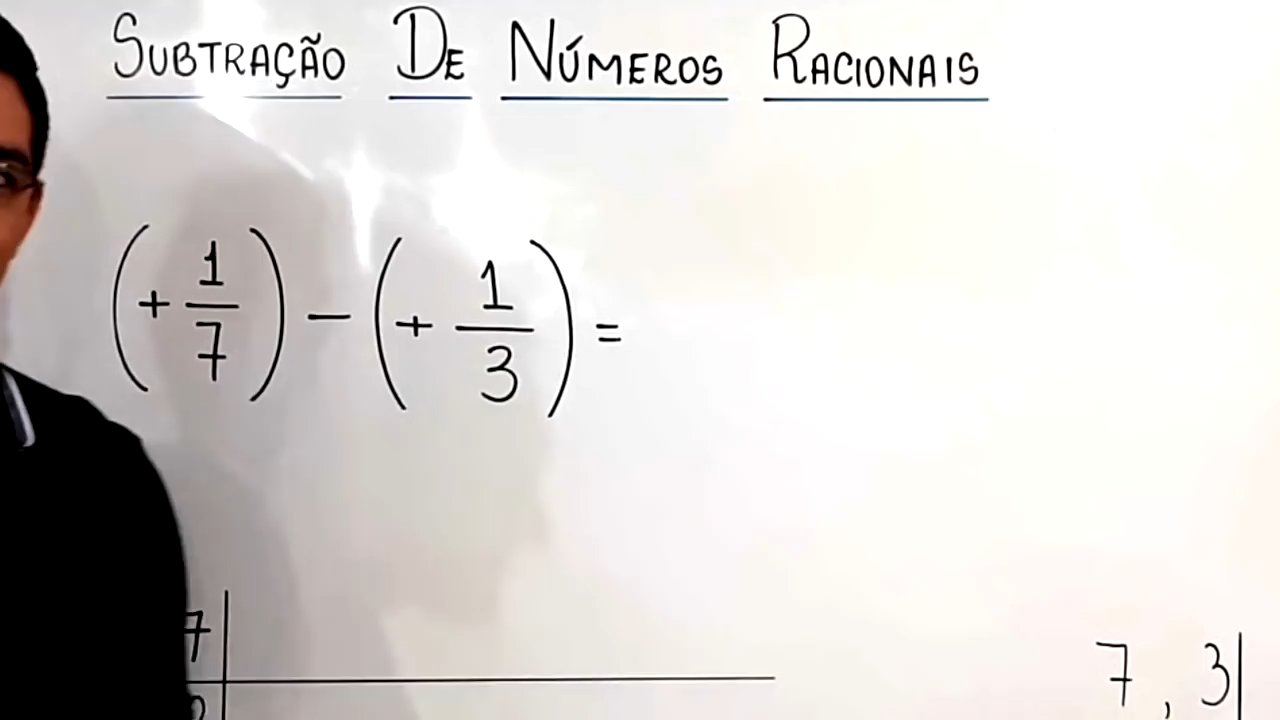 SUBTRAÇÃO DE NÚMEROS RACIONAIS
(+ 1/7) - (+ 1/3) =
7
7 , 3